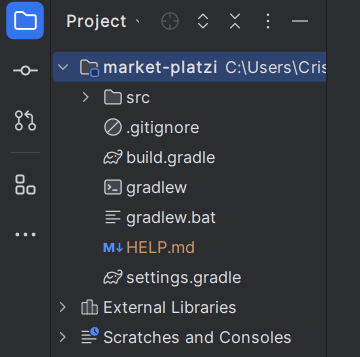 Project
market-platzi C:\Users\Cris
src
.gitignore
build.gradle
gradlew
gradlew.bat
M↓ HELP.md
settings.gradle
External Libraries
Scratches and Consoles